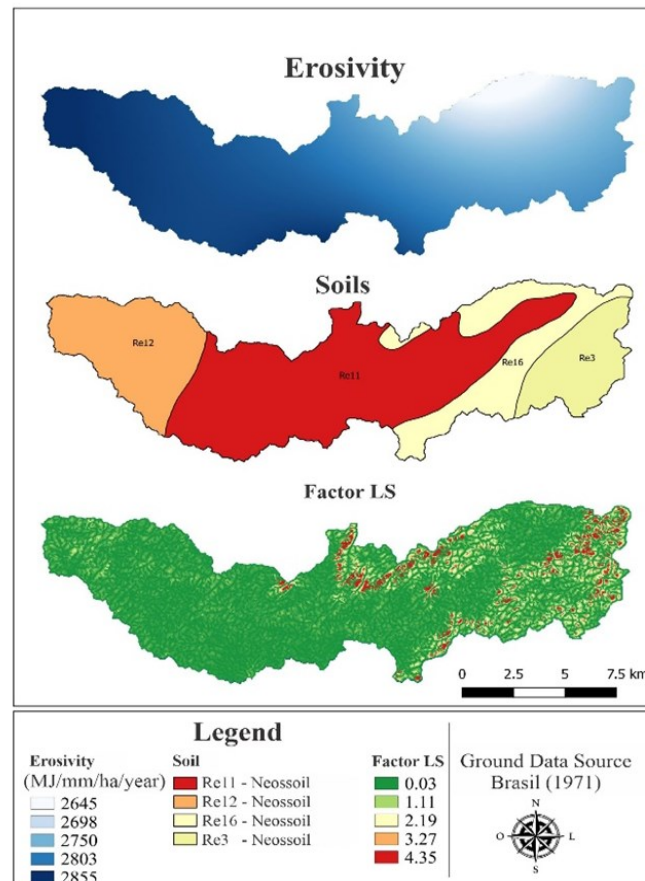 Erosivity
Soils
Re12
Re11
Re16
Re3
Factor LS
0 2.5 5 7.5 km
Legend
Erosivity
(MJ/mm/ha/year)
2645
2698
2750
2803
2855
Soil
Re11 - Neossoil
Re12 - Neossoil
Re16 - Neossoil
Re3 - Neossoil
Factor LS
0.03
1.11
2.19
3.27
4.35
Ground Data Source
Brasil (1971)
N
O L
S